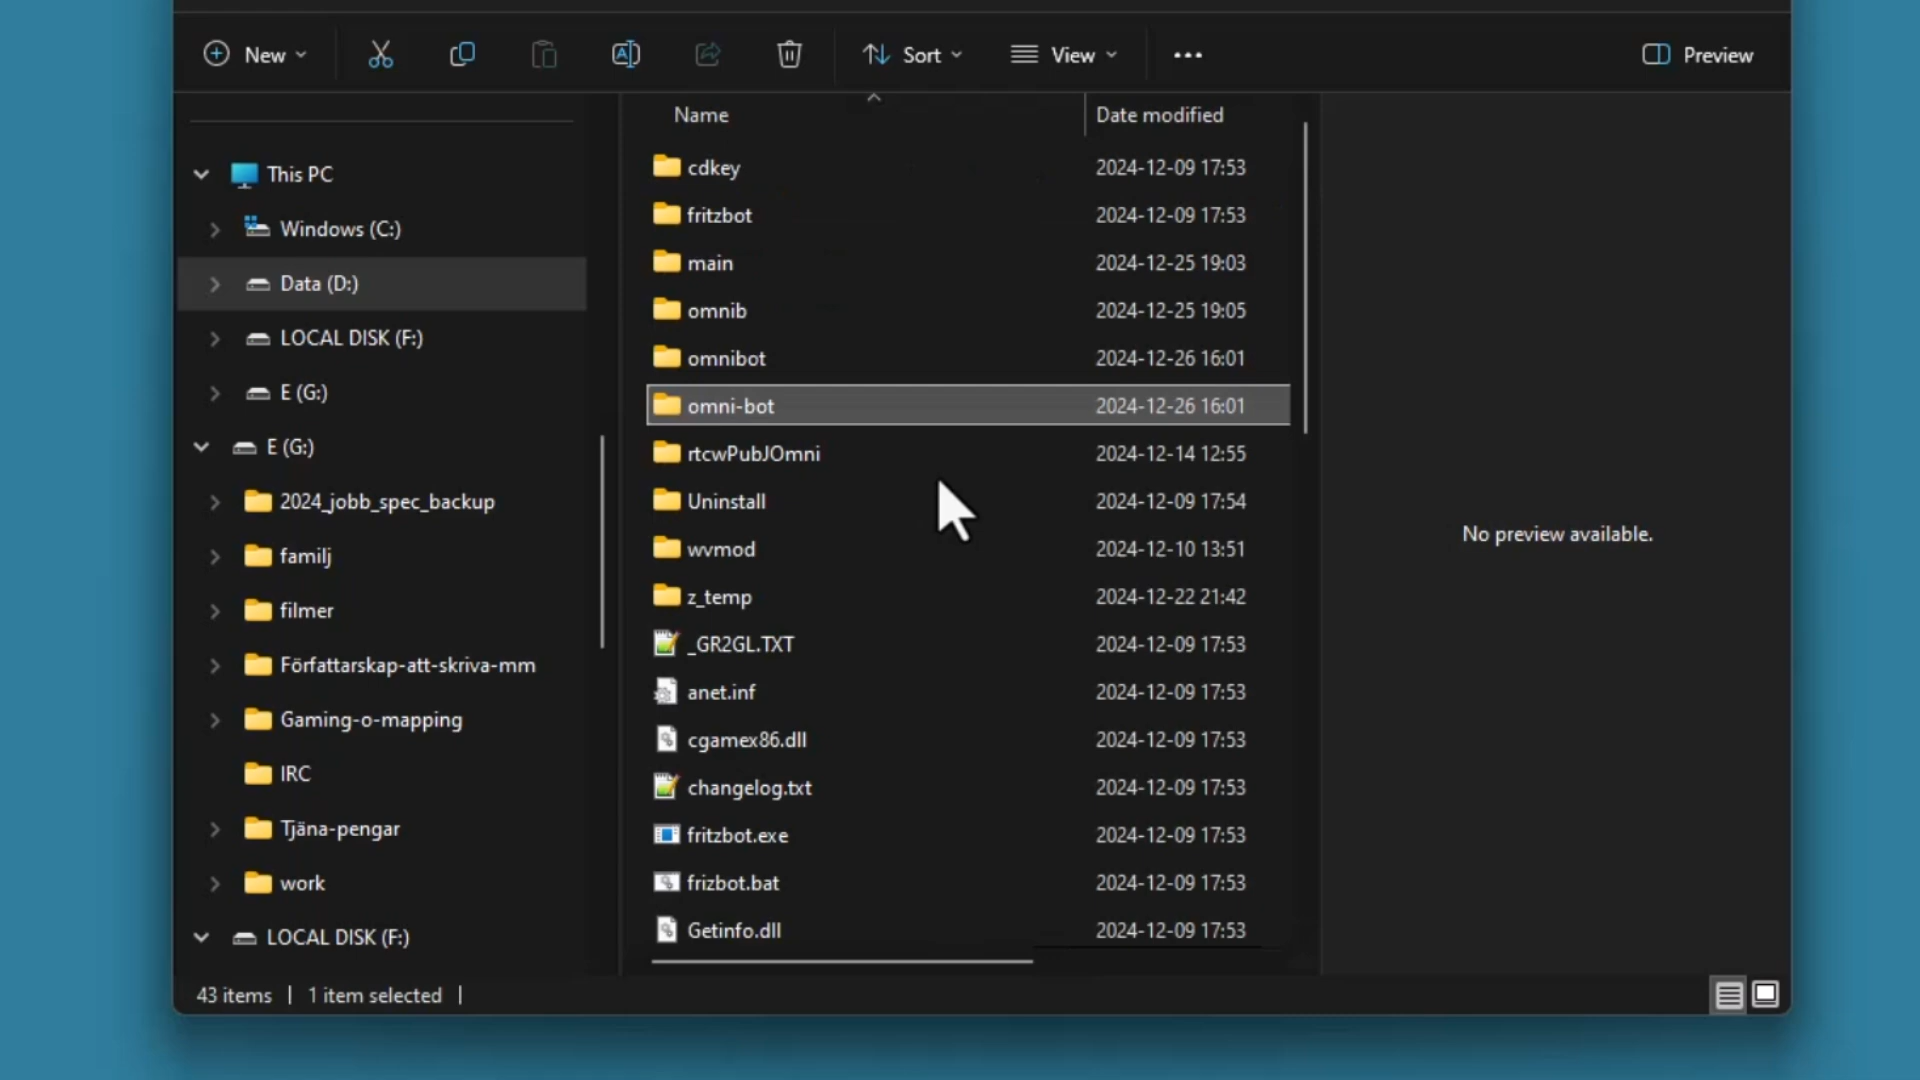 New
Sort
View
Preview
Name
Date modified
This PC
Windows (C:)
Data (D:)
LOCAL DISK (F:)
E (G:)
E (G:)
2024_jobb_spec_backup
familj
filmer
Författarskap-att-skriva-mm
Gaming-o-mapping
IRC
Tjäna-pengar
work
LOCAL DISK (F:)
cdkey 2024-12-09 17:53
fritzbot 2024-12-09 17:53
main 2024-12-25 19:03
omnib 2024-12-25 19:05
omnibot 2024-12-26 16:01
omni-bot 2024-12-26 16:01
rtcwPubJOmni 2024-12-14 12:55
Uninstall 2024-12-09 17:54
wvmod 2024-12-10 13:51
z_temp 2024-12-22 21:42
_GR2GL.TXT 2024-12-09 17:53
anet.inf 2024-12-09 17:53
cgamex86.dll 2024-12-09 17:53
changelog.txt 2024-12-09 17:53
fritzbot.exe 2024-12-09 17:53
frizbot.bat 2024-12-09 17:53
Getinfo.dll 2024-12-09 17:53
No preview available.
43 items | 1 item selected |